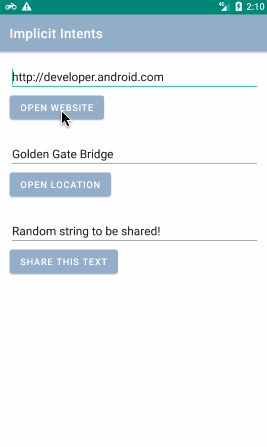 2:10
Implicit Intents
http://developer.android.com
OPEN WEBSITE
Golden Gate Bridge
OPEN LOCATION
Random string to be shared!
SHARE THIS TEXT